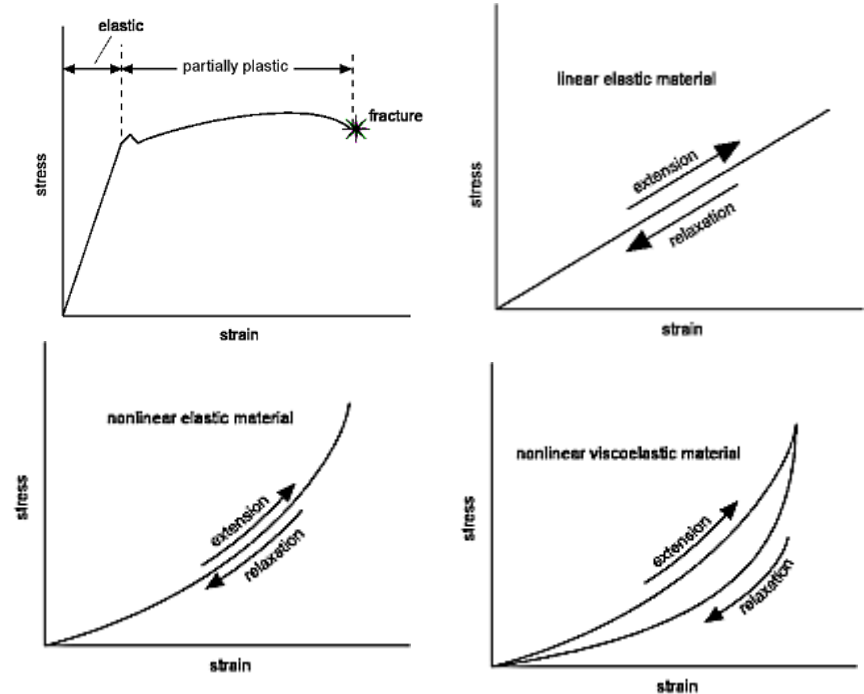 elastic
partially plastic
fracture
stress
strain
linear elastic material
extension
relaxation
stress
strain
nonlinear elastic material
extension
relaxation
stress
strain
nonlinear viscoelastic material
extension
relaxation
stress
strain